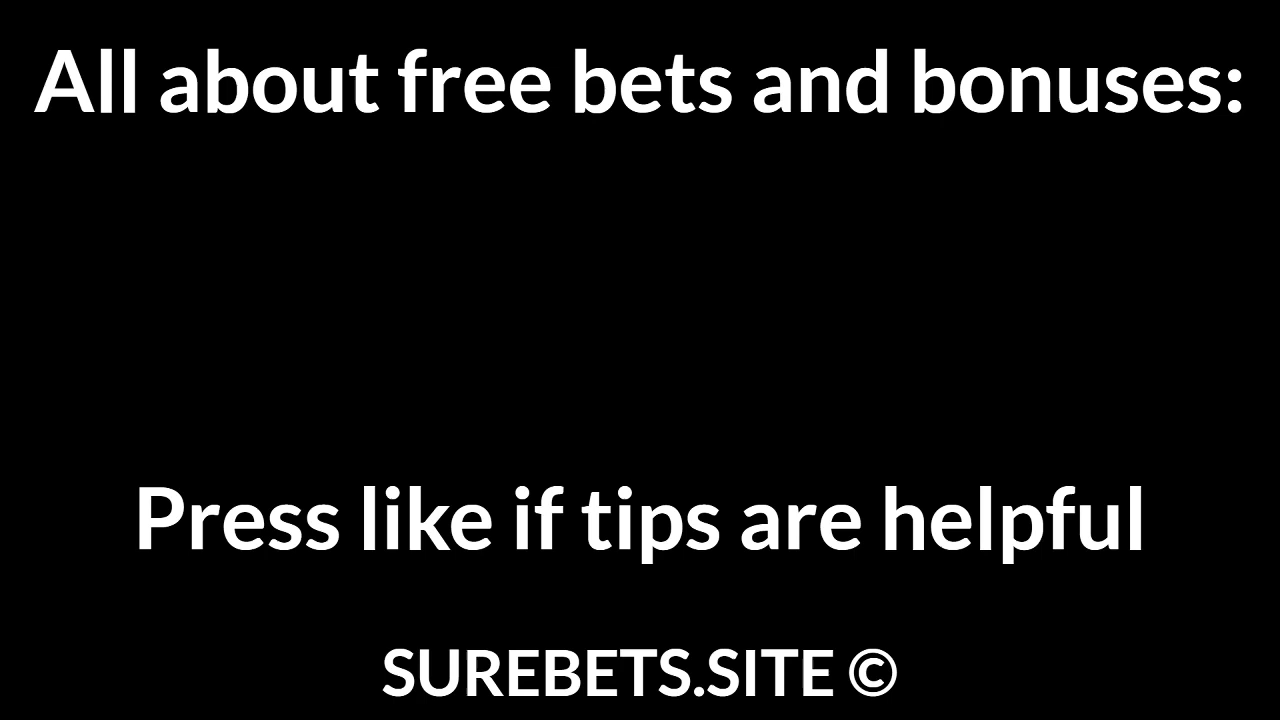 All about free bets and bonuses:
Press like if tips are helpful
SUREBETS.SITE ©